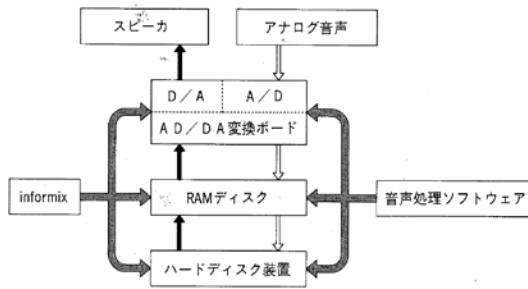 スピーカ
アナログ音声
D/A
A/D
AD/DA変換ボード
informix
RAMディスク
音声処理ソフトウェア
ハードディスク装置